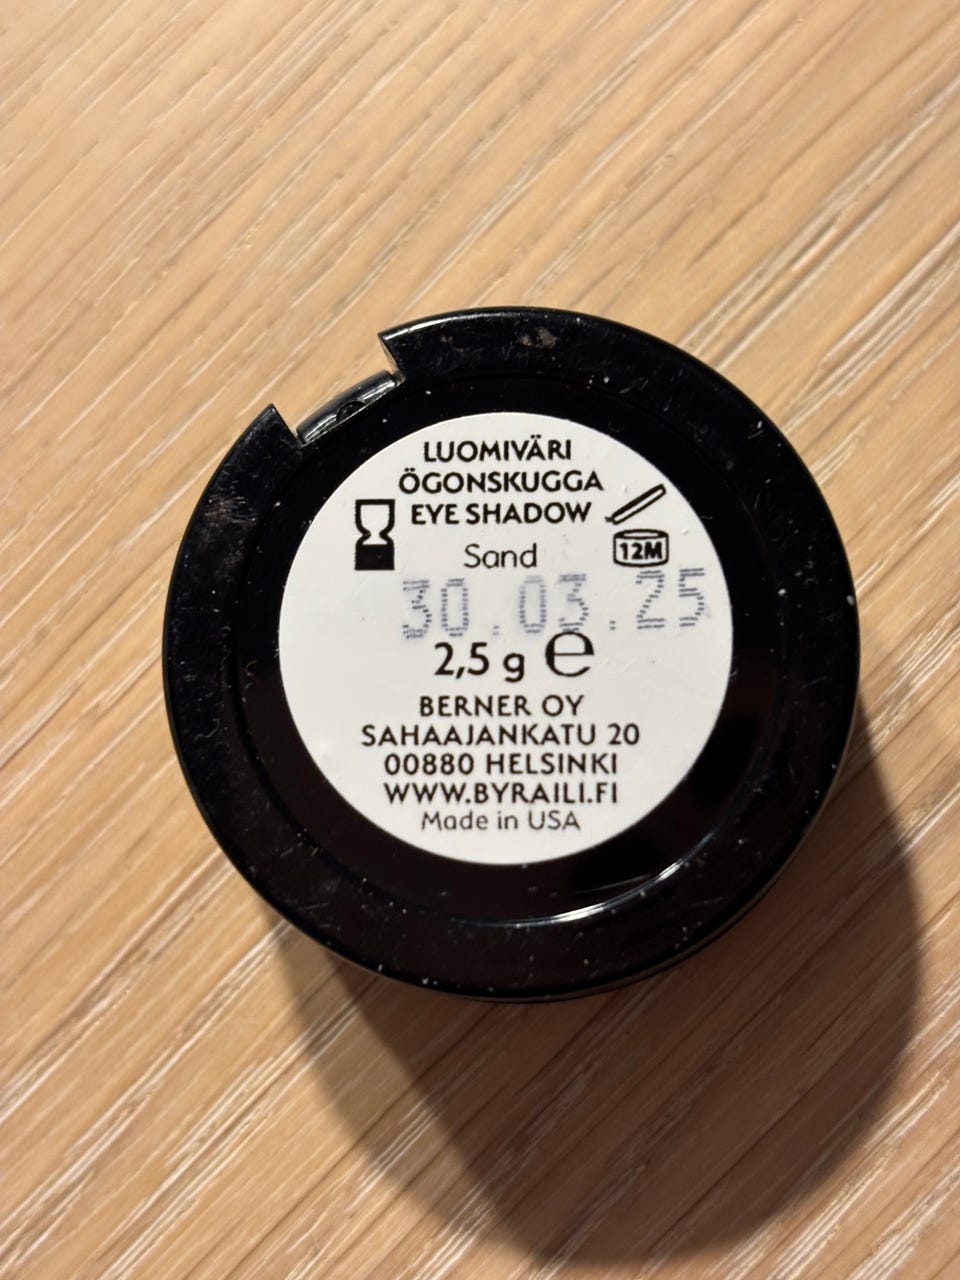 LUOMIVÄRI
ÖGONSKUGGA
EYE SHADOW
12M
Sand
30.03.25
2,5 g e
BERNER OY
SAHAAJANKATU 20
00880 HELSINKI
WWW.BYRAILI.FI
Made in USA